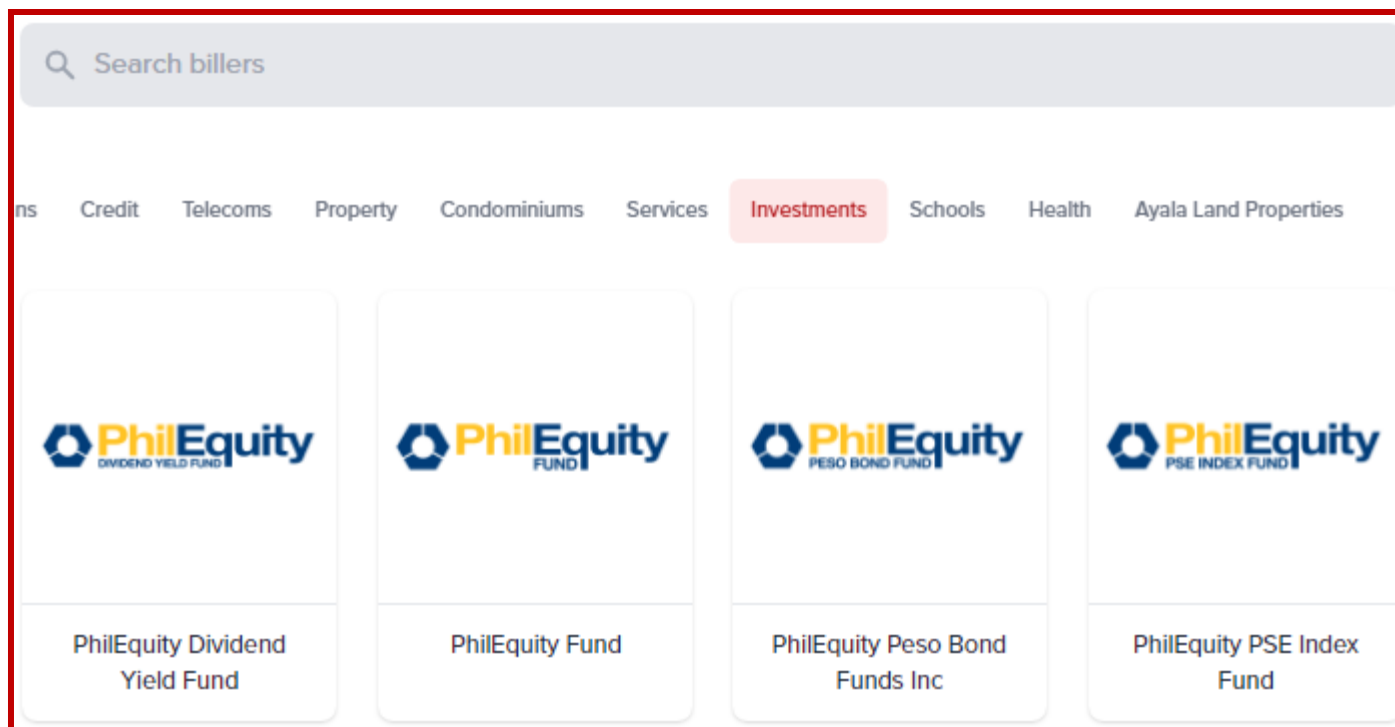 Search billers
ns Credit Telecoms Property Condominiums Services Investments Schools Health Ayala Land Properties
PhilEquity
DIVIDEND YIELD FUND
PhilEquity
FUND
PhilEquity
PESO BOND FUND
PhilEquity
PSE INDEX FUND
PhilEquity Dividend
Yield Fund
PhilEquity Fund
PhilEquity Peso Bond
Funds Inc
PhilEquity PSE Index
Fund